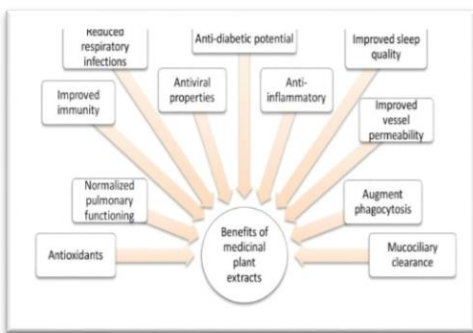 Reduced
respiratory
infections
Anti-diabetic potential
Improved sleep
quality
Improved
immunity
Antiviral
properties
Anti-
inflammatory
Improved
vessel
permeability
Normalized
pulmonary
functioning
Augment
phagocytosis
Antioxidants
Benefits of
medicinal
plant
extracts
Mucociliary
clearance